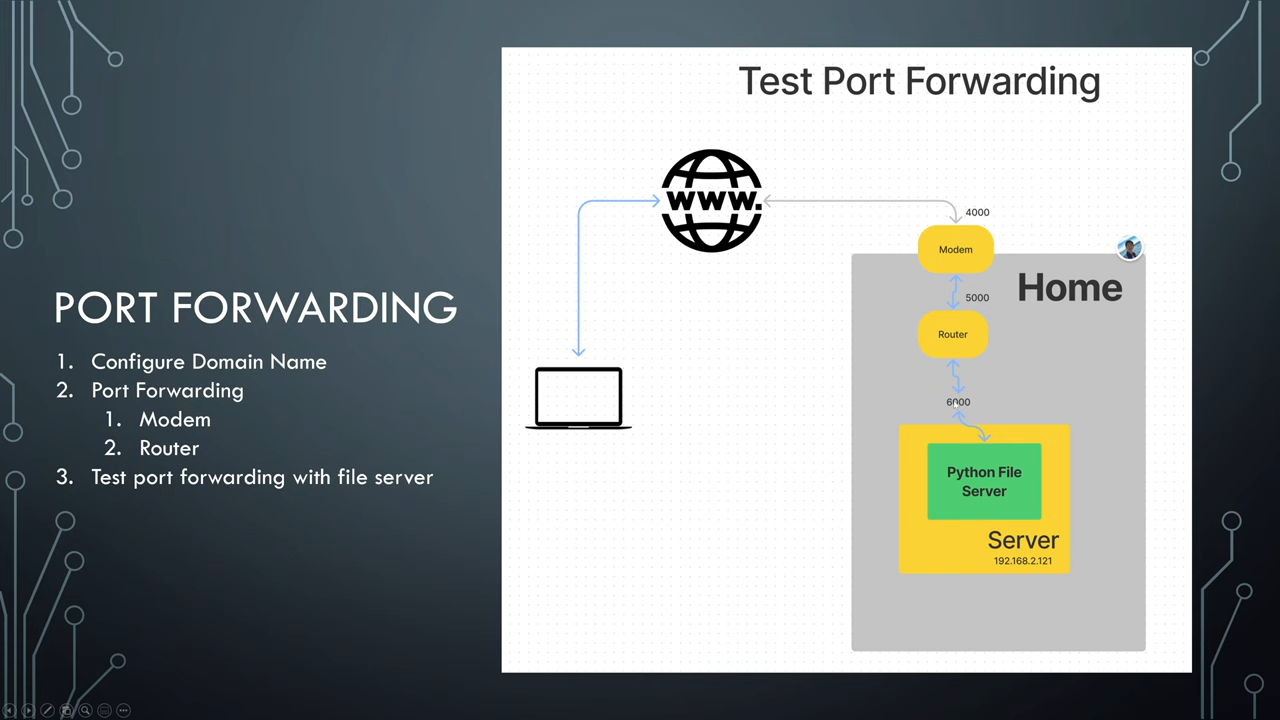 PORT FORWARDING
1. Configure Domain Name
2. Port Forwarding
1. Modem
2. Router
3. Test port forwarding with file server
Test Port Forwarding
www.
4000
Modem
Home
5000
Router
6000
Python File
Server
Server
192.168.2.121